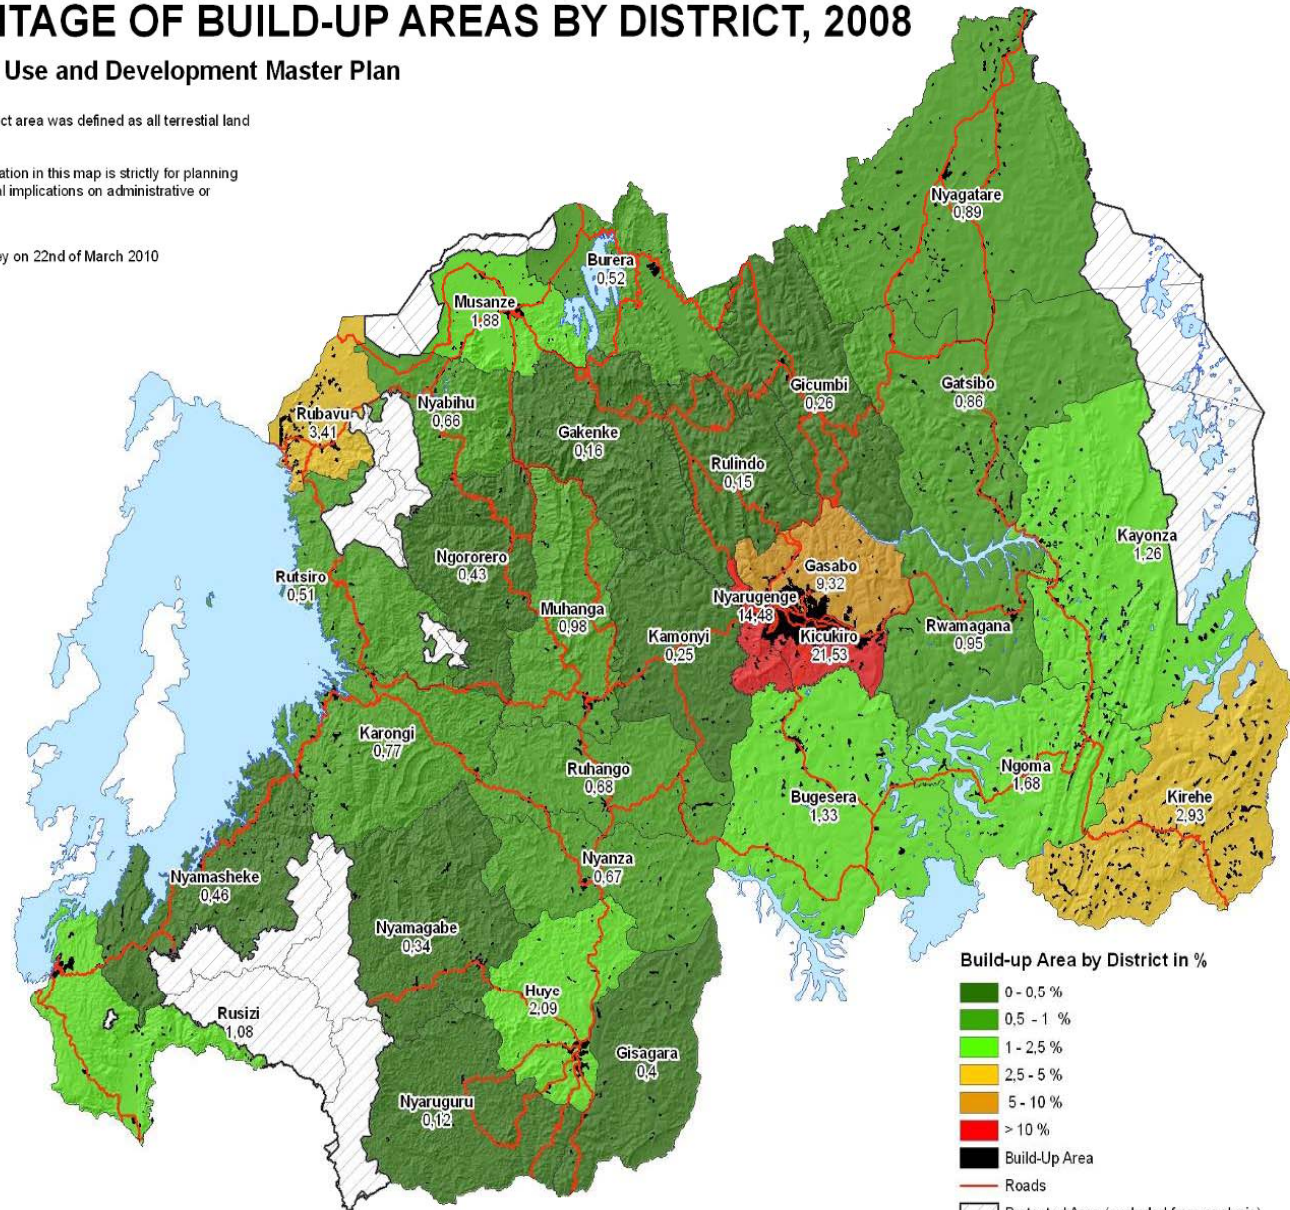 TAGE OF BUILD-UP AREAS BY DISTRICT, 2008
Use and Development Master Plan
ct area was defined as all terrestial land
ation in this map is strictly for planning
implications on administrative or
on 22nd of March 2010
Nyagatare
0,89
Burera
0,52
Musanze
1,88
Gicumbi
0,26
Gatsibo
0,86
Rubavu
3,41
Nyabihu
0,66
Gakenke
0,16
Rulindo
0,15
Kayonza
1,26
Ngororero
0,43
Gasabo
9,32
Rutsiro
0,51
Muhanga
0,98
Nyarugenge
14,48
Kamonyi
0,25
Kicukiro
21,53
Rwamagana
0,95
Karongi
0,77
Ruhango
0,68
Ngoma
1,68
Bugesera
1,33
Kirehe
2,93
Nyanza
0,67
Nyamasheke
0,46
Nyamagabe
0,34
Huye
2,09
Rusizi
1,08
Gisagara
0,4
Nyaruguru
0,12
Build-up Area by District in %
0 - 0,5 %
0,5 - 1 %
1 - 2,5 %
2,5 - 5 %
5 - 10 %
> 10 %
Build-Up Area
Roads